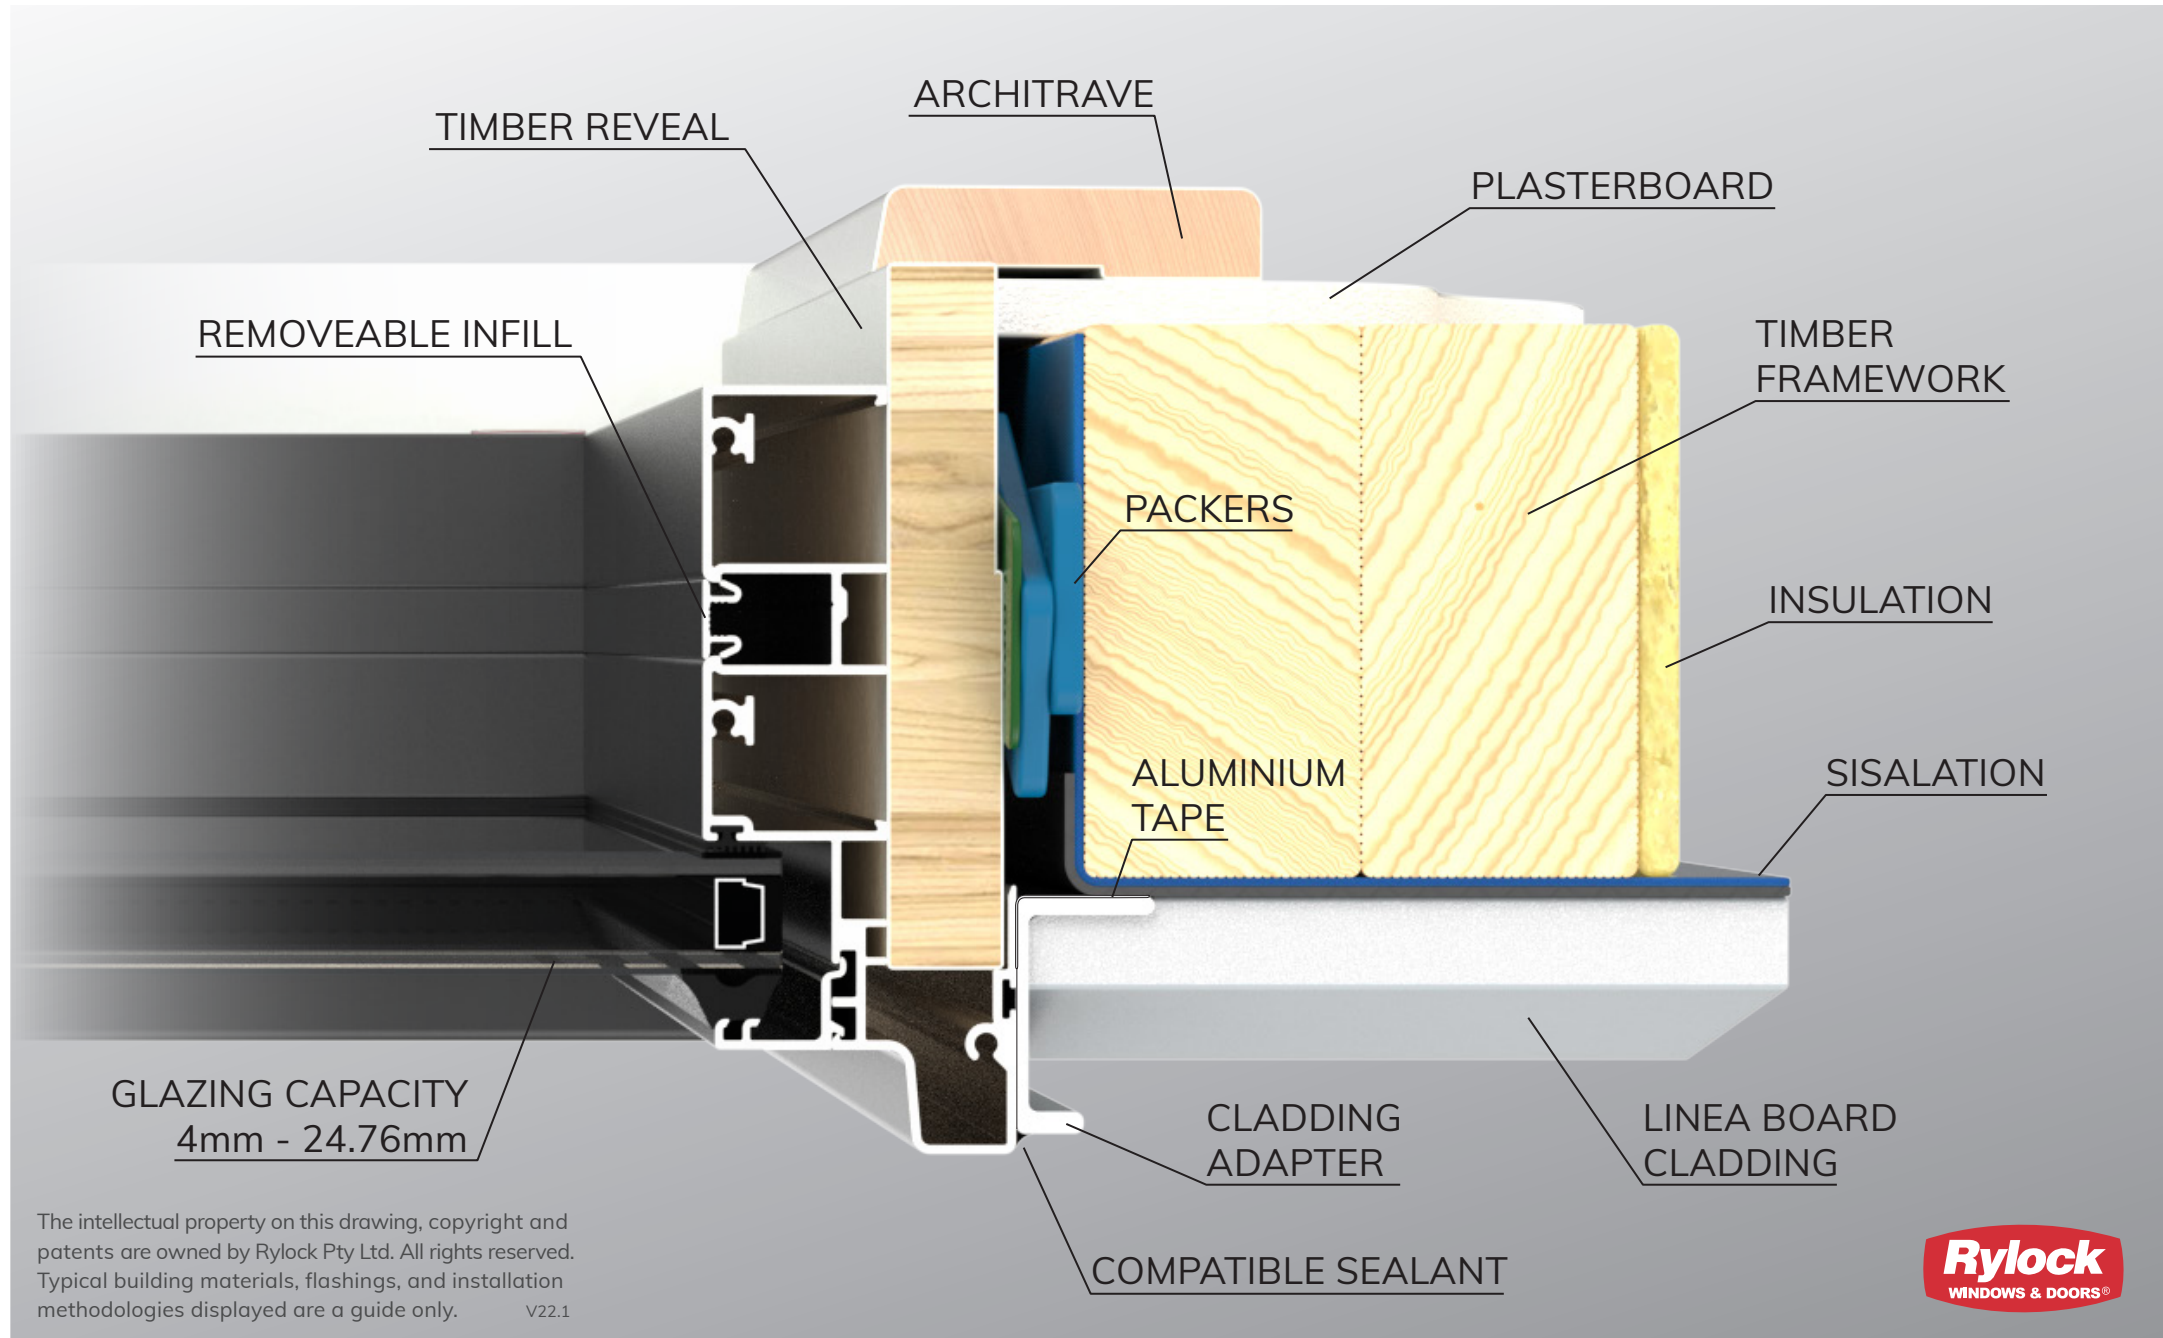 ARCHITRAVE
TIMBER REVEAL
PLASTERBOARD
REMOVEABLE INFILL
TIMBER
FRAMEWORK
PACKERS
INSULATION
ALUMINIUM
TAPE
SISALATION
GLAZING CAPACITY
4mm - 24.76mm
CLADDING
ADAPTER
LINEA BOARD
CLADDING
COMPATIBLE SEALANT
The intellectual property on this drawing, copyright and
patents are owned by Rylock Pty Ltd. All rights reserved.
Typical building materials, flashings, and installation
methodologies displayed are a guide only.
V22.1
Rylock
WINDOWS & DOORS®